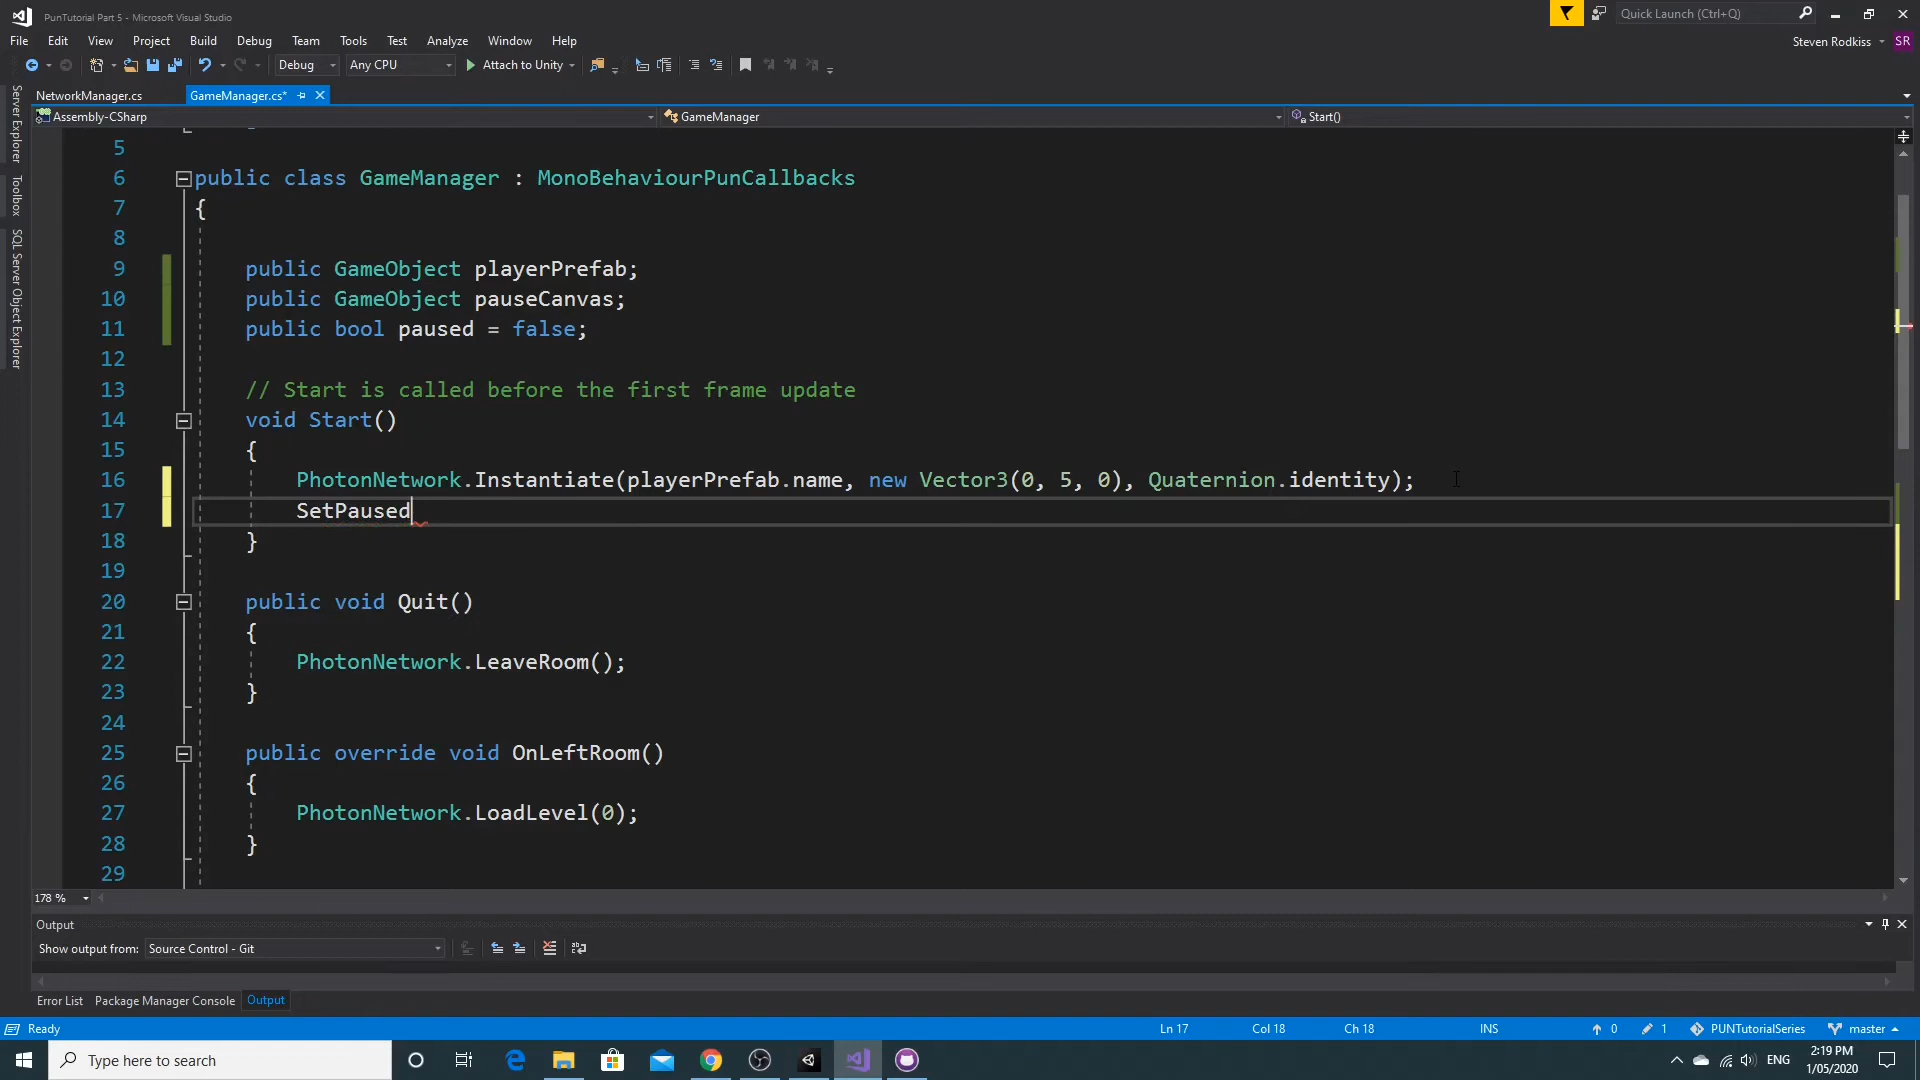 PunTutorial Part 5 - Microsoft Visual Studio
Quick Launch (Ctrl+Q)
File Edit View Project Build Debug Team Tools Test Analyze Window Help
Steven Rodkiss SR
Debug Any CPU Attach to Unity
Server Explorer
Toolbox
SQL Server Object Explorer
NetworkManager.cs GameManager.cs*
Assembly-CSharp GameManager Start()
5
6 public class GameManager : MonoBehaviourPunCallbacks
7 {
8
9 public GameObject playerPrefab;
10 public GameObject pauseCanvas;
11 public bool paused = false;
12
13 // Start is called before the first frame update
14 void Start()
15 {
16 PhotonNetwork.Instantiate(playerPrefab.name, new Vector3(0, 5, 0), Quaternion.identity);
17 SetPaused
18 }
19
20 public void Quit()
21 {
22 PhotonNetwork.LeaveRoom();
23 }
24
25 public override void OnLeftRoom()
26 {
27 PhotonNetwork.LoadLevel(0);
28 }
29
178 %
Output
Show output from: Source Control - Git
Error List Package Manager Console Output
Ready Ln 17 Col 18 Ch 18 INS 0 1 PUNTutorialSeries master
Type here to search
ENG
2:19 PM
1/05/2020